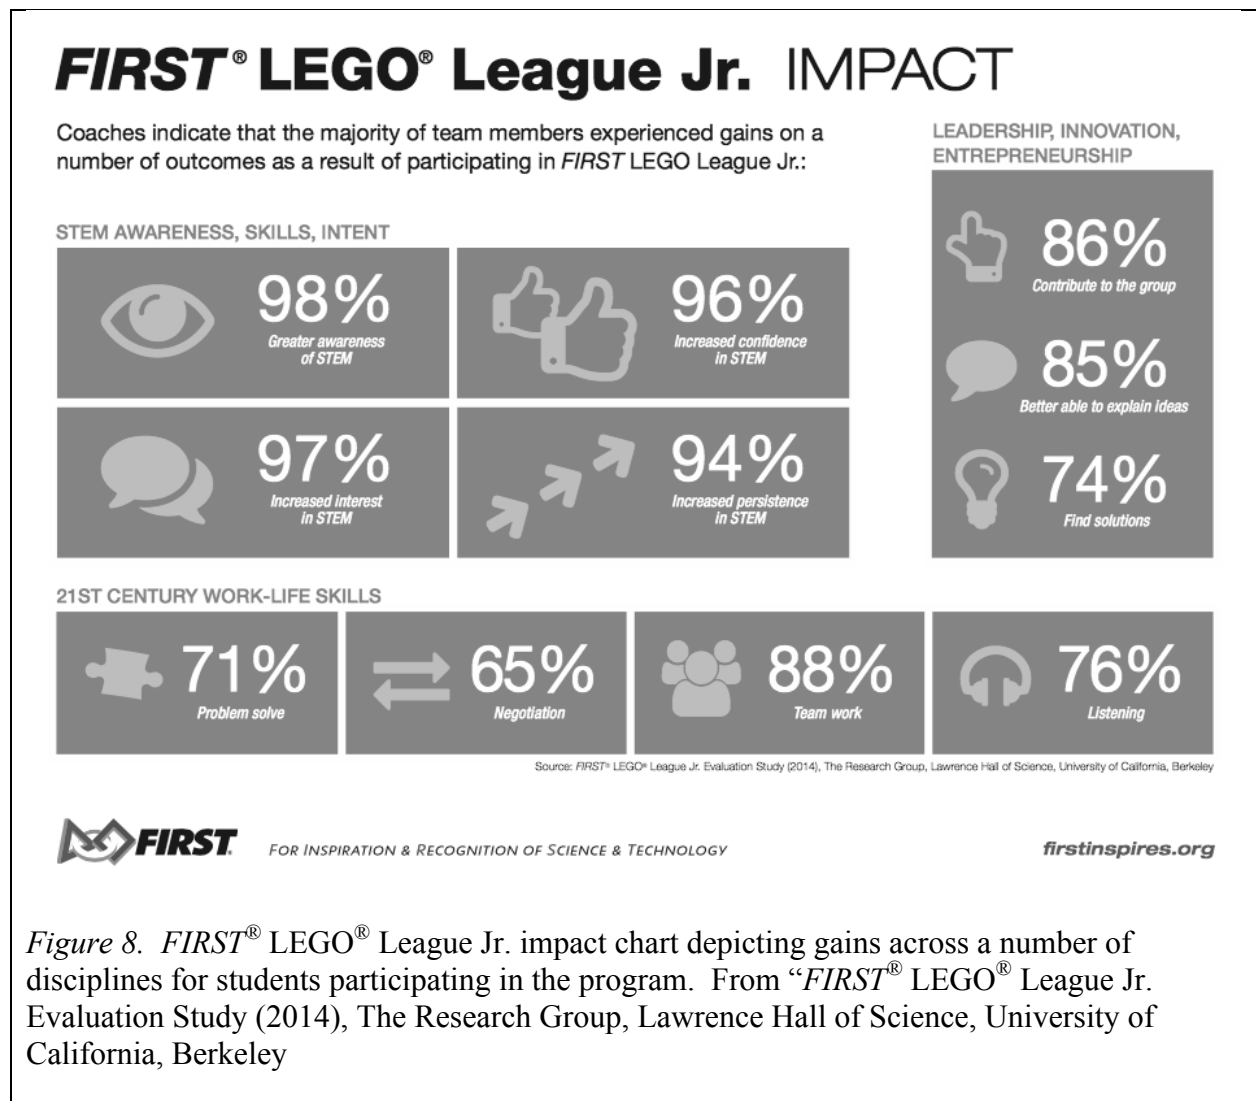 FIRST® LEGO® League Jr. IMPACT
Coaches indicate that the majority of team members experienced gains on a
number of outcomes as a result of participating in FIRST LEGO League Jr.:
STEM AWARENESS, SKILLS, INTENT
98%
Greater awareness
of STEM
96%
Increased confidence
in STEM
97%
Increased interest
in STEM
94%
Increased persistence
in STEM
LEADERSHIP, INNOVATION,
ENTREPRENEURSHIP
86%
Contribute to the group
85%
Better able to explain ideas
74%
Find solutions
21ST CENTURY WORK-LIFE SKILLS
71%
Problem solve
65%
Negotiation
88%
Team work
76%
Listening
Source: FIRST® LEGO® League Jr. Evaluation Study (2014), The Research Group, Lawrence Hall of Science, University of California, Berkeley
FIRST
FOR INSPIRATION & RECOGNITION OF SCIENCE & TECHNOLOGY
firstinspires.org
Figure 8. FIRST® LEGO® League Jr. impact chart depicting gains across a number of
disciplines for students participating in the program. From “FIRST® LEGO® League Jr.
Evaluation Study (2014), The Research Group, Lawrence Hall of Science, University of
California, Berkeley